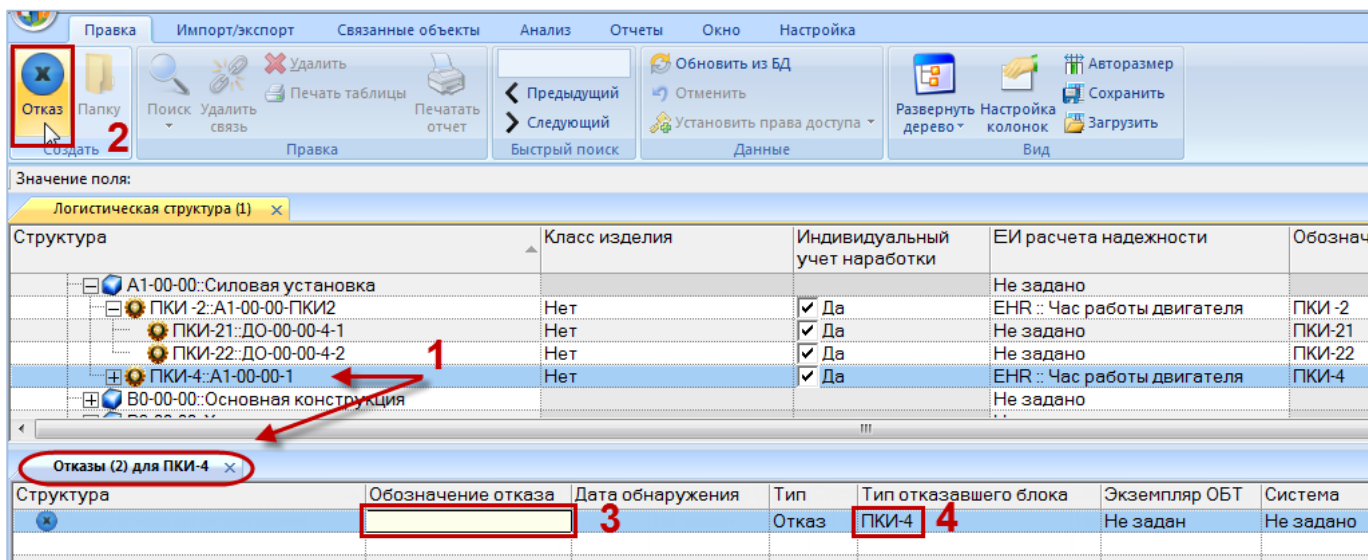 Правка Импорт/экспорт Связанные объекты Анализ Отчеты Окно Настройка
Удалить Обновить из БД Авторазмер
Печать таблицы Предыдущий Отменить Сохранить
Отказ Папку Поиск Удалить связь Печатать отчет Следующий Установить права доступа Развернуть дерево Настройка колонок Загрузить
2
Создать Правка Быстрый поиск Данные Вид
Значение поля:
Логистическая структура (1)
Структура Класс изделия Индивидуальный учет наработки ЕИ расчета надежности Обознач
А1-00-00::Силовая установка Не задано
ПКИ -2::А1-00-00-ПКИ2 Нет Да EHR :: Час работы двигателя ПКИ -2
ПКИ-21::ДО-00-00-4-1 Нет Да Не задано ПКИ-21
ПКИ-22::ДО-00-00-4-2 Нет Да Не задано ПКИ-22
1
ПКИ-4::А1-00-00-1 Нет Да EHR :: Час работы двигателя ПКИ-4
В0-00-00::Основная конструкция Не задано
Отказы (2) для ПКИ-4
Структура Обозначение отказа Дата обнаружения Тип Тип отказавшего блока Экземпляр ОБТ Система
3 Отказ ПКИ-4 4 Не задан Не задано